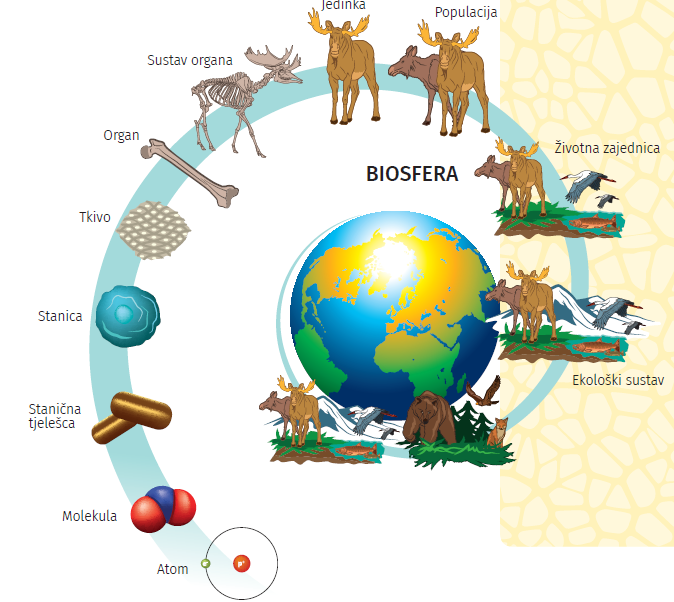 Jedinka
Populacija
Sustav organa
Organ
Životna zajednica
BIOSFERA
Tkivo
Stanica
Ekološki sustav
Stanična
tjelešca
Molekula
Atom